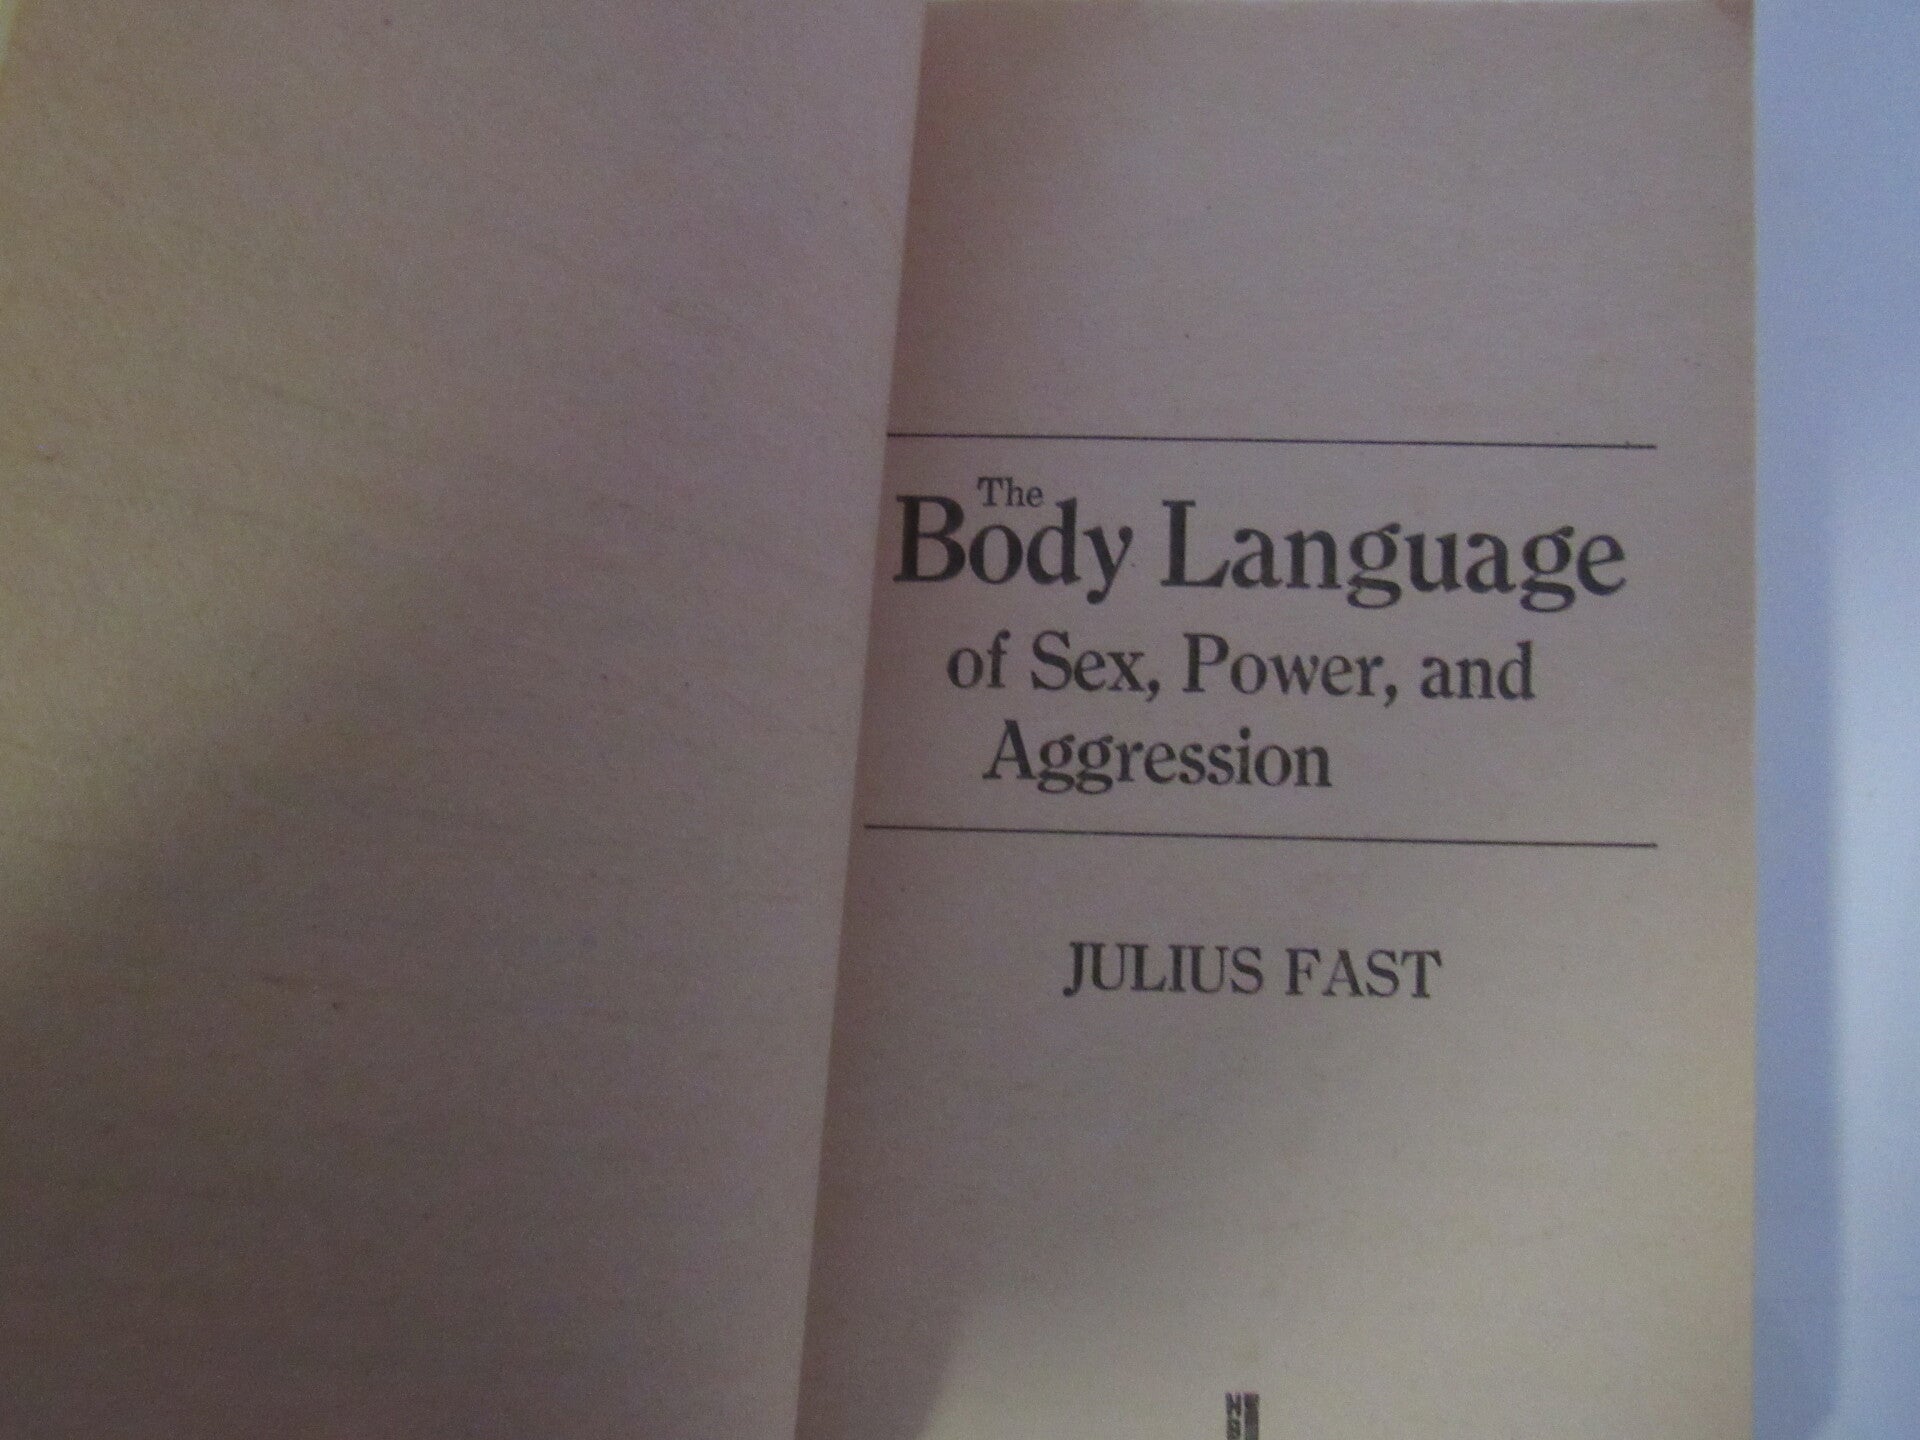 The
Body Language
of Sex, Power, and
Aggression
JULIUS FAST